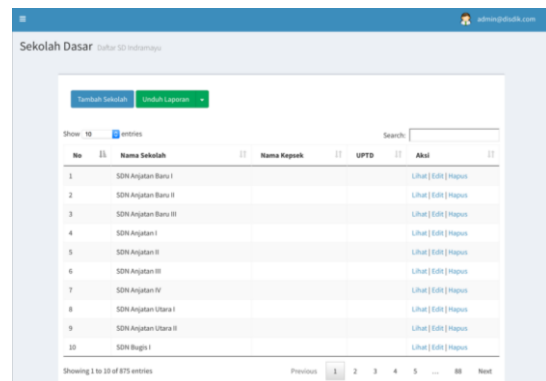 admin@disdik.com
Sekolah Dasar Daftar SD Indramayu
Tambah Sekolah Unduh Laporan
Show 10 entries Search:
No Nama Sekolah Nama Kepsek UPTD Aksi
1 SDN Anjatan Baru I Lihat | Edit | Hapus
2 SDN Anjatan Baru II Lihat | Edit | Hapus
3 SDN Anjatan Baru III Lihat | Edit | Hapus
4 SDN Anjatan I Lihat | Edit | Hapus
5 SDN Anjatan II Lihat | Edit | Hapus
6 SDN Anjatan III Lihat | Edit | Hapus
7 SDN Anjatan IV Lihat | Edit | Hapus
8 SDN Anjatan Utara I Lihat | Edit | Hapus
9 SDN Anjatan Utara II Lihat | Edit | Hapus
10 SDN Bugis I Lihat | Edit | Hapus
Showing 1 to 10 of 875 entries Previous 1 2 3 4 5 ... 88 Next